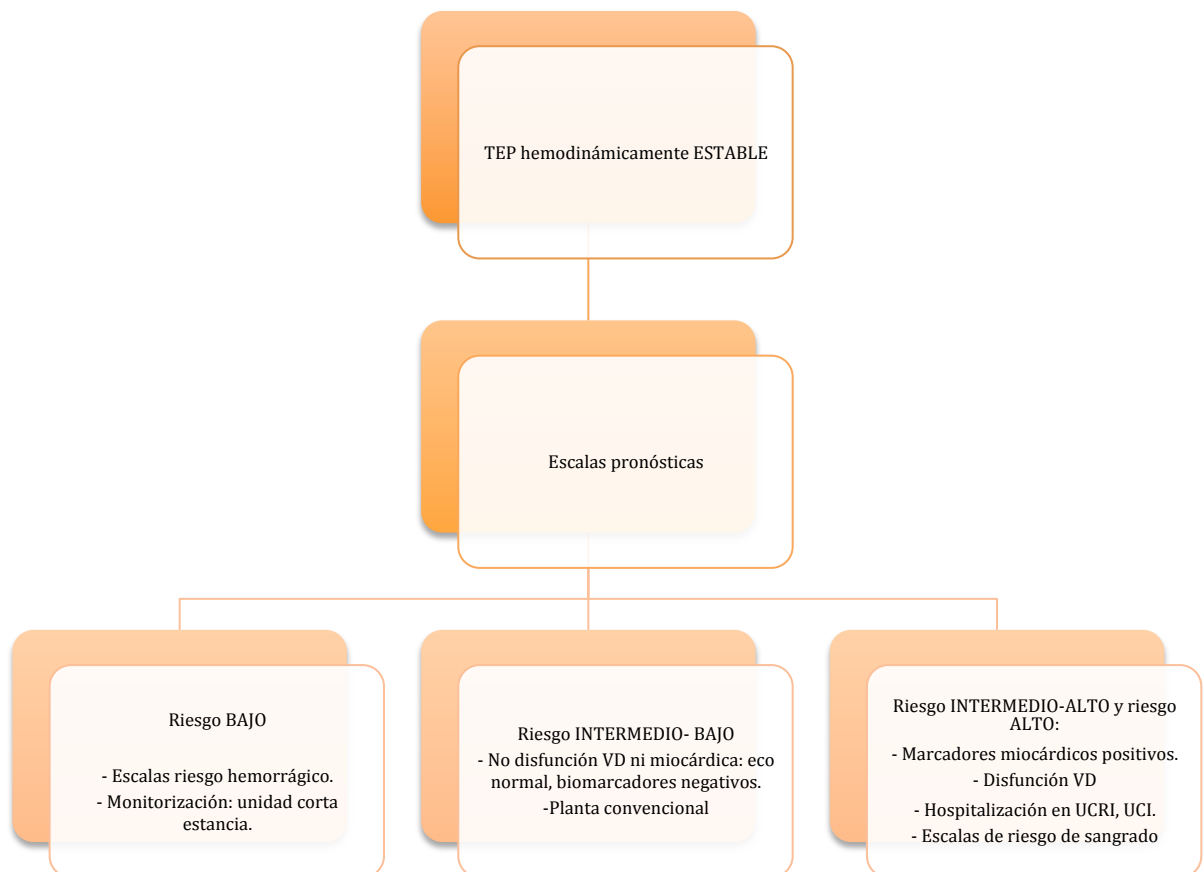 TEP hemodinámicamente ESTABLE
Escalas pronósticas
Riesgo BAJO
- Escalas riesgo hemorrágico.
- Monitorización: unidad corta
estancia.
Riesgo INTERMEDIO- BAJO
- No disfunción VD ni miocárdica: eco
normal, biomarcadores negativos.
-Planta convencional
Riesgo INTERMEDIO-ALTO y riesgo
ALTO:
- Marcadores miocárdicos positivos.
- Disfunción VD
- Hospitalización en UCRI, UCI.
- Escalas de riesgo de sangrado